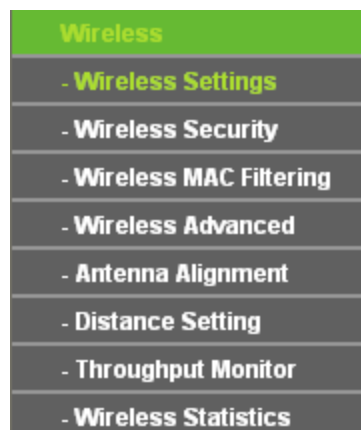 Wireless
- Wireless Settings
- Wireless Security
- Wireless MAC Filtering
- Wireless Advanced
- Antenna Alignment
- Distance Setting
- Throughput Monitor
- Wireless Statistics